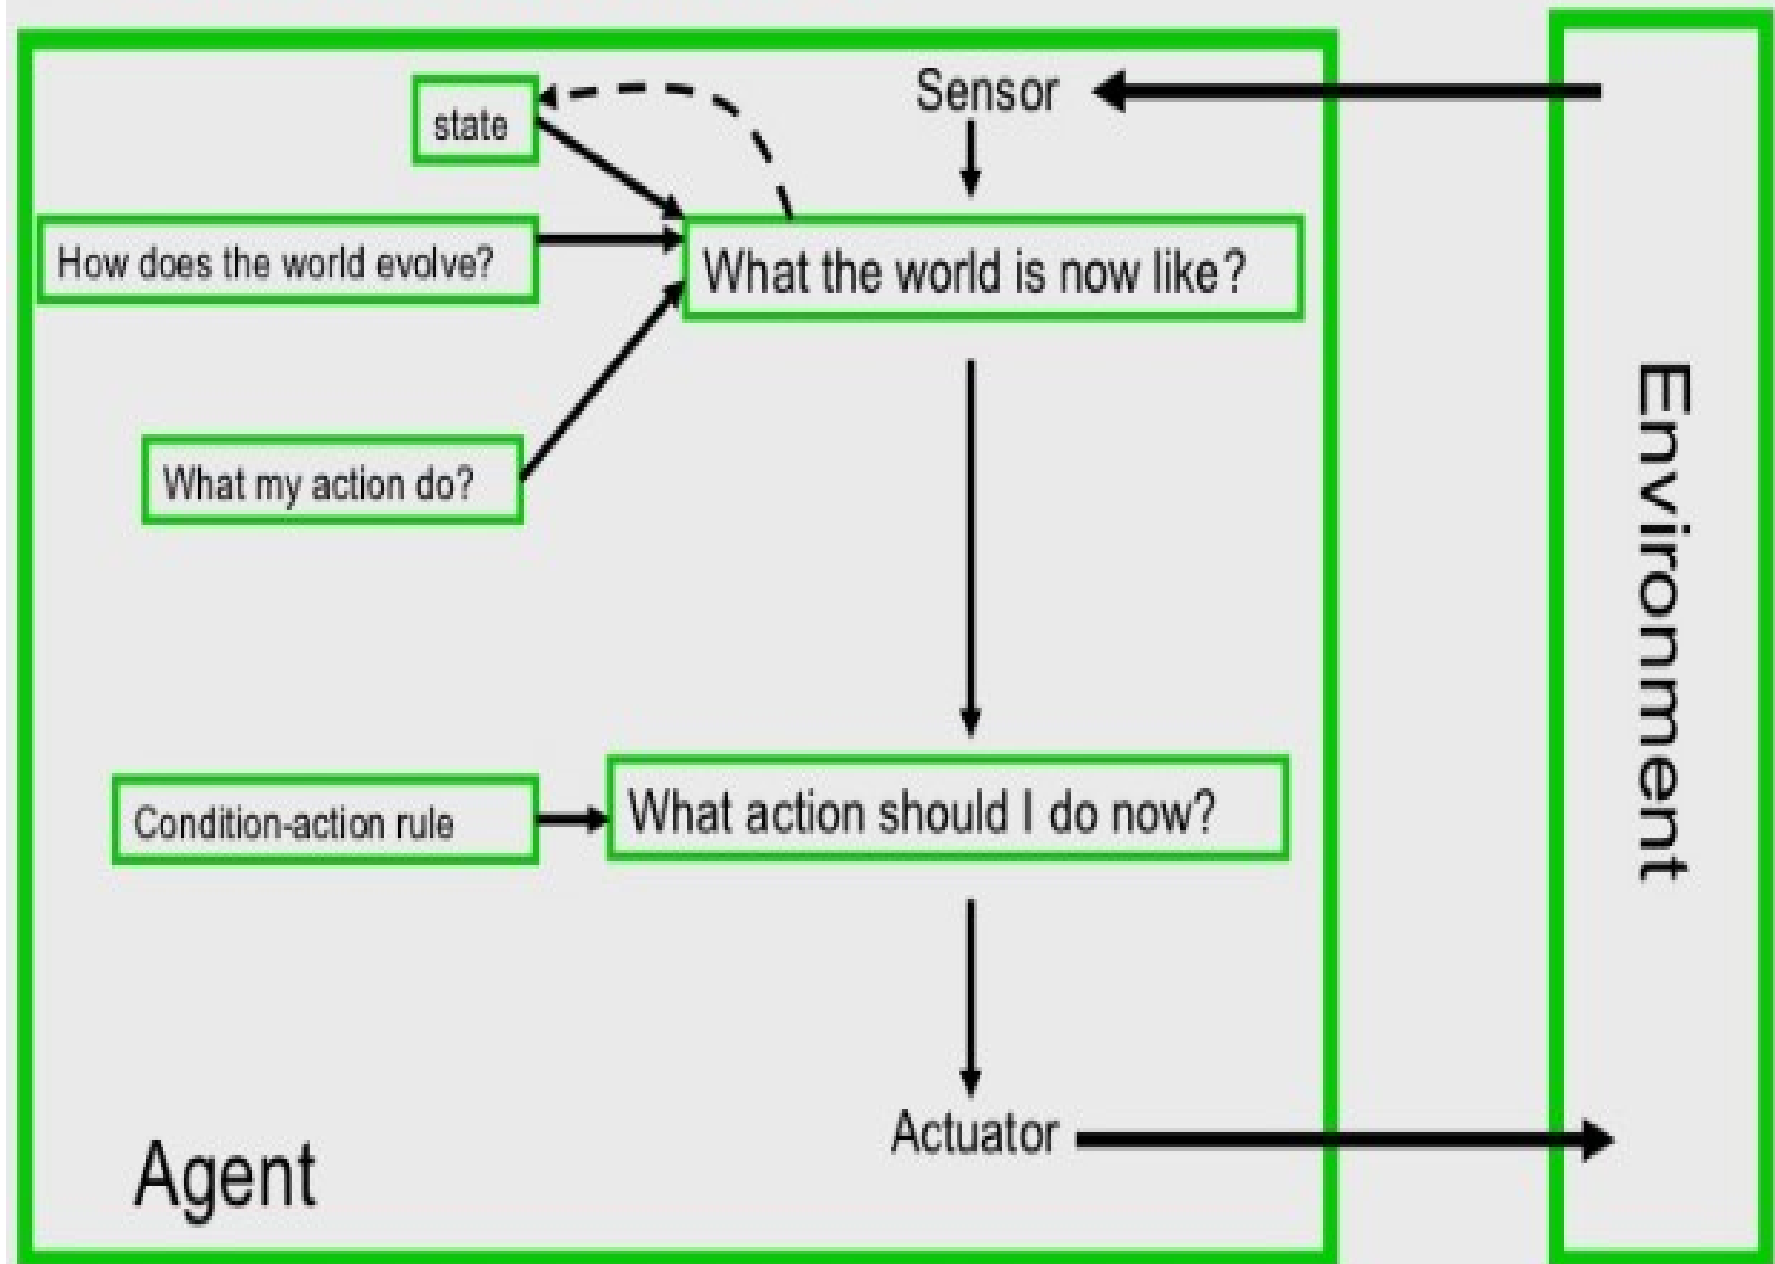 Sensor
state
How does the world evolve?
What the world is now like?
What my action do?
Condition-action rule
What action should I do now?
Actuator
Agent
Environment